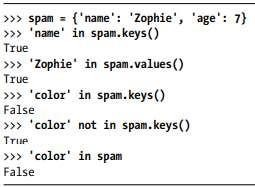 >>> spam = {'name': 'Zophie', 'age': 7}
>>> 'name' in spam.keys()
True
>>> 'Zophie' in spam.values()
True
>>> 'color' in spam.keys()
False
>>> 'color' not in spam.keys()
True
>>> 'color' in spam
False